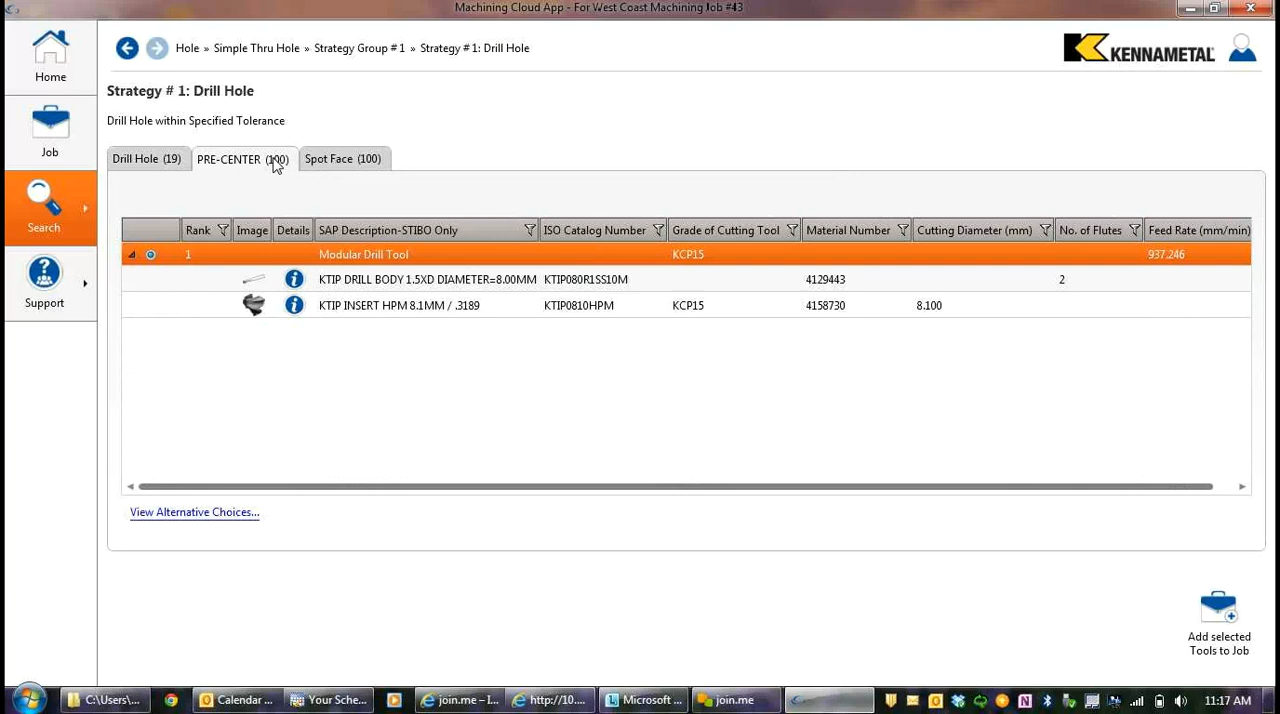 Machining Cloud App - For West Coast Machining Job #43
Home
Job
Search
Support
Hole » Simple Thru Hole » Strategy Group # 1 » Strategy # 1: Drill Hole
KENNAMETAL
Strategy # 1: Drill Hole
Drill Hole within Specified Tolerance
Drill Hole (19) PRE-CENTER (100) Spot Face (100)
Rank Image Details SAP Description-STIBO Only ISO Catalog Number Grade of Cutting Tool Material Number Cutting Diameter (mm) No. of Flutes Feed Rate (mm/min)
1 Modular Drill Tool KCP15 937.246
KTIP DRILL BODY 1.5XD DIAMETER=8.00MM KTIP080R1SS10M 4129443 2
KTIP INSERT HPM 8.1MM / .3189 KTIP0810HPM KCP15 4158730 8.100
View Alternative Choices...
Add selected
Tools to Job
C:\Users\... Calendar ... Your Sche... join.me – I... http://10.... Microsoft ... join.me 11:17 AM